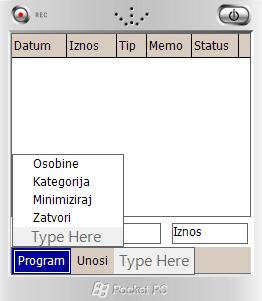 REC
Datum Iznos Tip Memo Status
Osobine
Kategorija
Minimiziraj
Zatvori
Type Here
Iznos
Program Unosi Type Here
Pocket PC